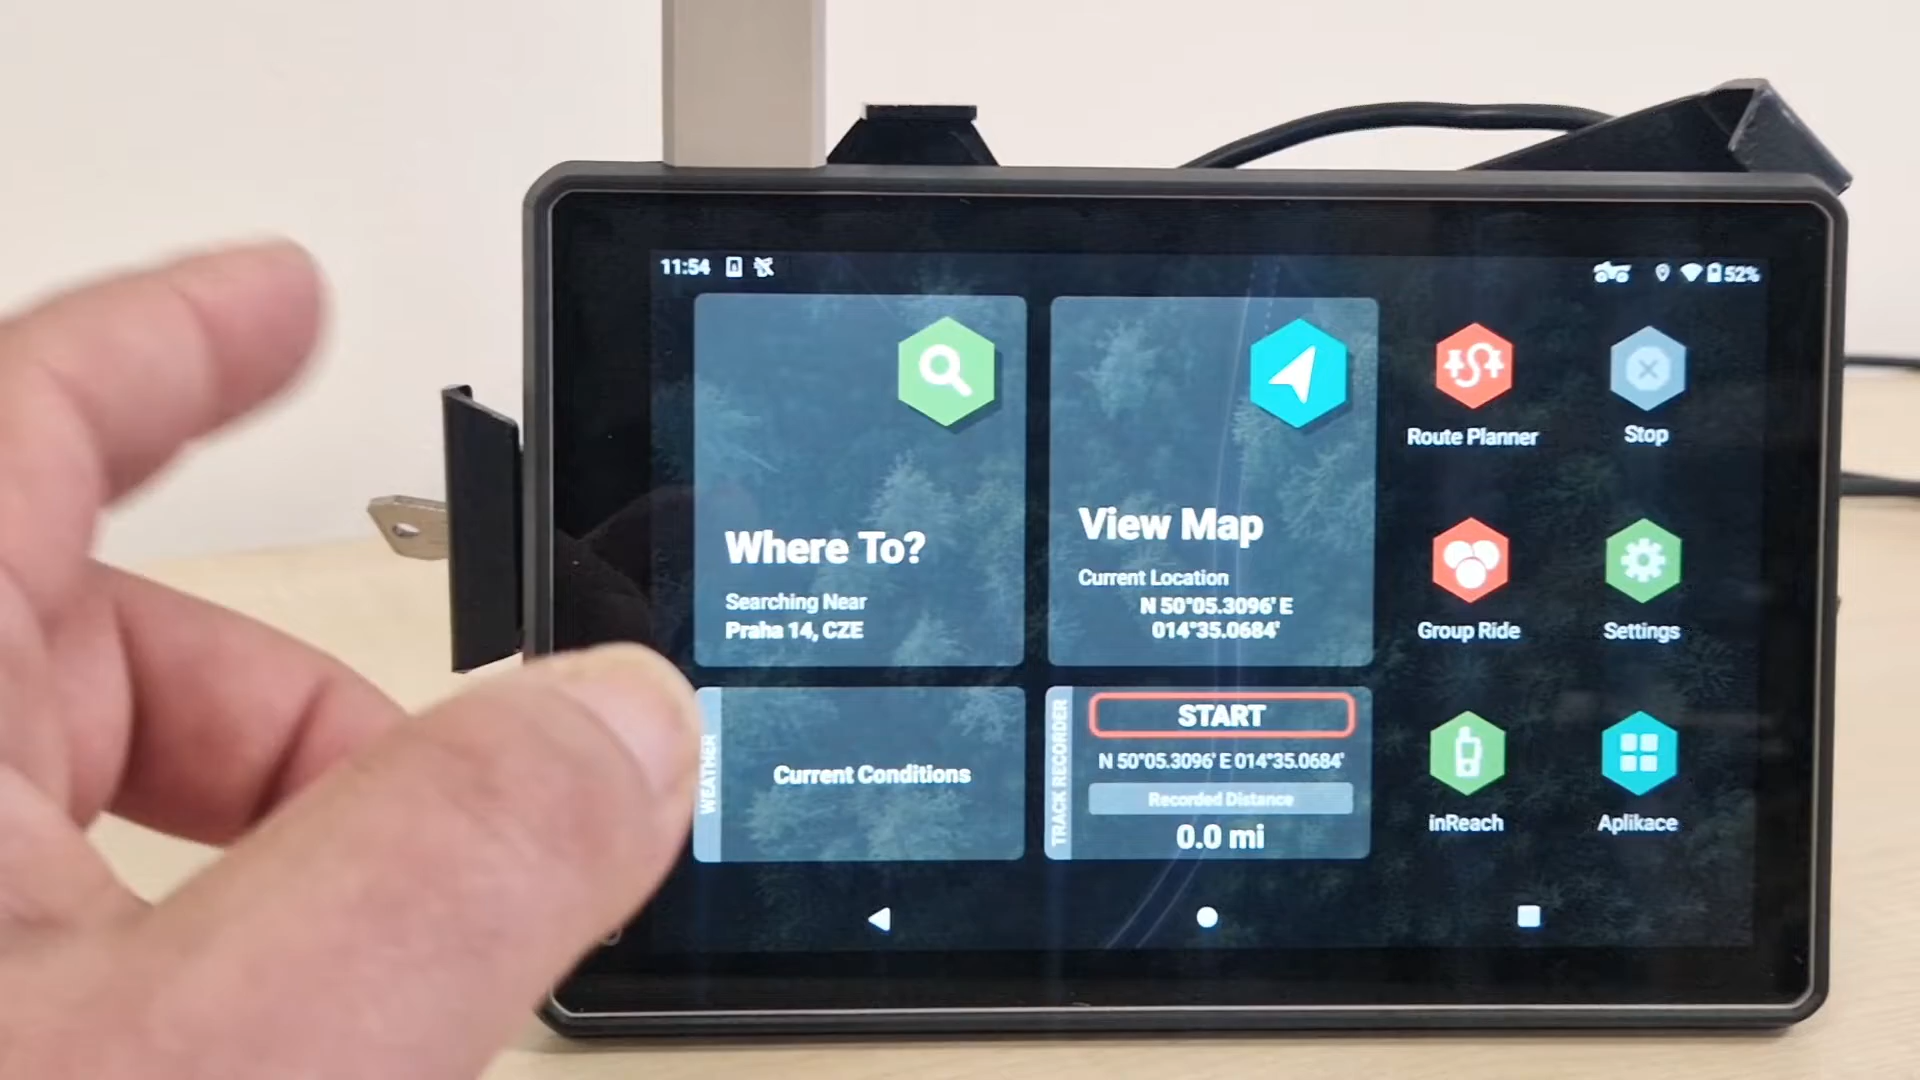 11:54
52%
Where To?
Searching Near
Praha 14, CZE
View Map
Current Location
N 50°05.3096' E
014°35.0684'
Route Planner
Stop
Group Ride
Settings
inReach
Aplikace
WEATHER
Current Conditions
TRACK RECORDER
START
N 50°05.3096' E 014°35.0684'
Recorded Distance
0.0 mi